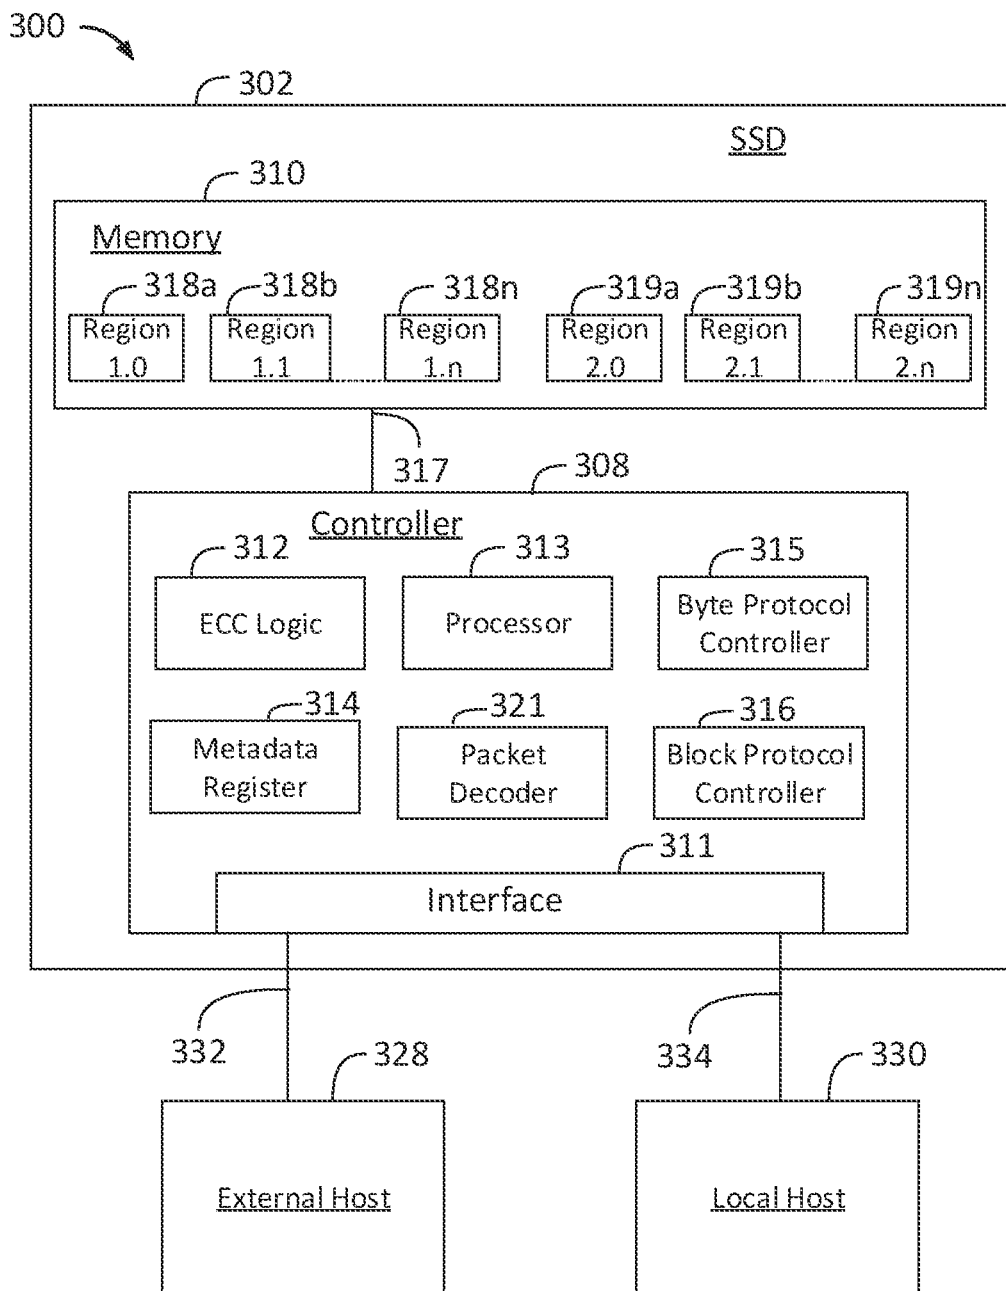 300
302
SSD
310
Memory
318a
318b
318n
319a
319b
319n
Region
1.0
Region
1.1
Region
1.n
Region
2.0
Region
2.1
Region
2.n
317
308
Controller
312
313
315
ECC Logic
Processor
Byte Protocol
Controller
314
321
316
Metadata
Register
Packet
Decoder
Block Protocol
Controller
311
Interface
332
328
334
330
External Host
Local Host